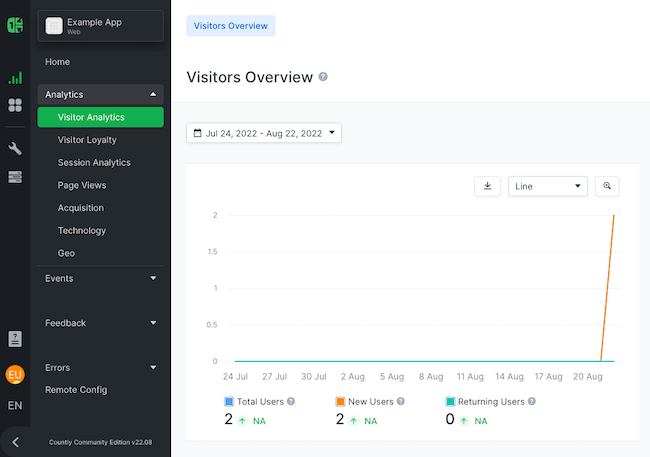 Example App
Web
Home
Analytics
Visitor Analytics
Visitor Loyalty
Session Analytics
Page Views
Acquisition
Technology
Geo
Events
Feedback
Errors
Remote Config
EU
EN
Countly Community Edition v22.08
Visitors Overview
Visitors Overview ?
Jul 24, 2022 - Aug 22, 2022
Line
2
1.5
1
0.5
0
24 Jul 27 Jul 30 Jul 2 Aug 5 Aug 8 Aug 11 Aug 14 Aug 17 Aug 20 Aug
Total Users ? New Users ? Returning Users ?
2 NA 2 NA 0 NA